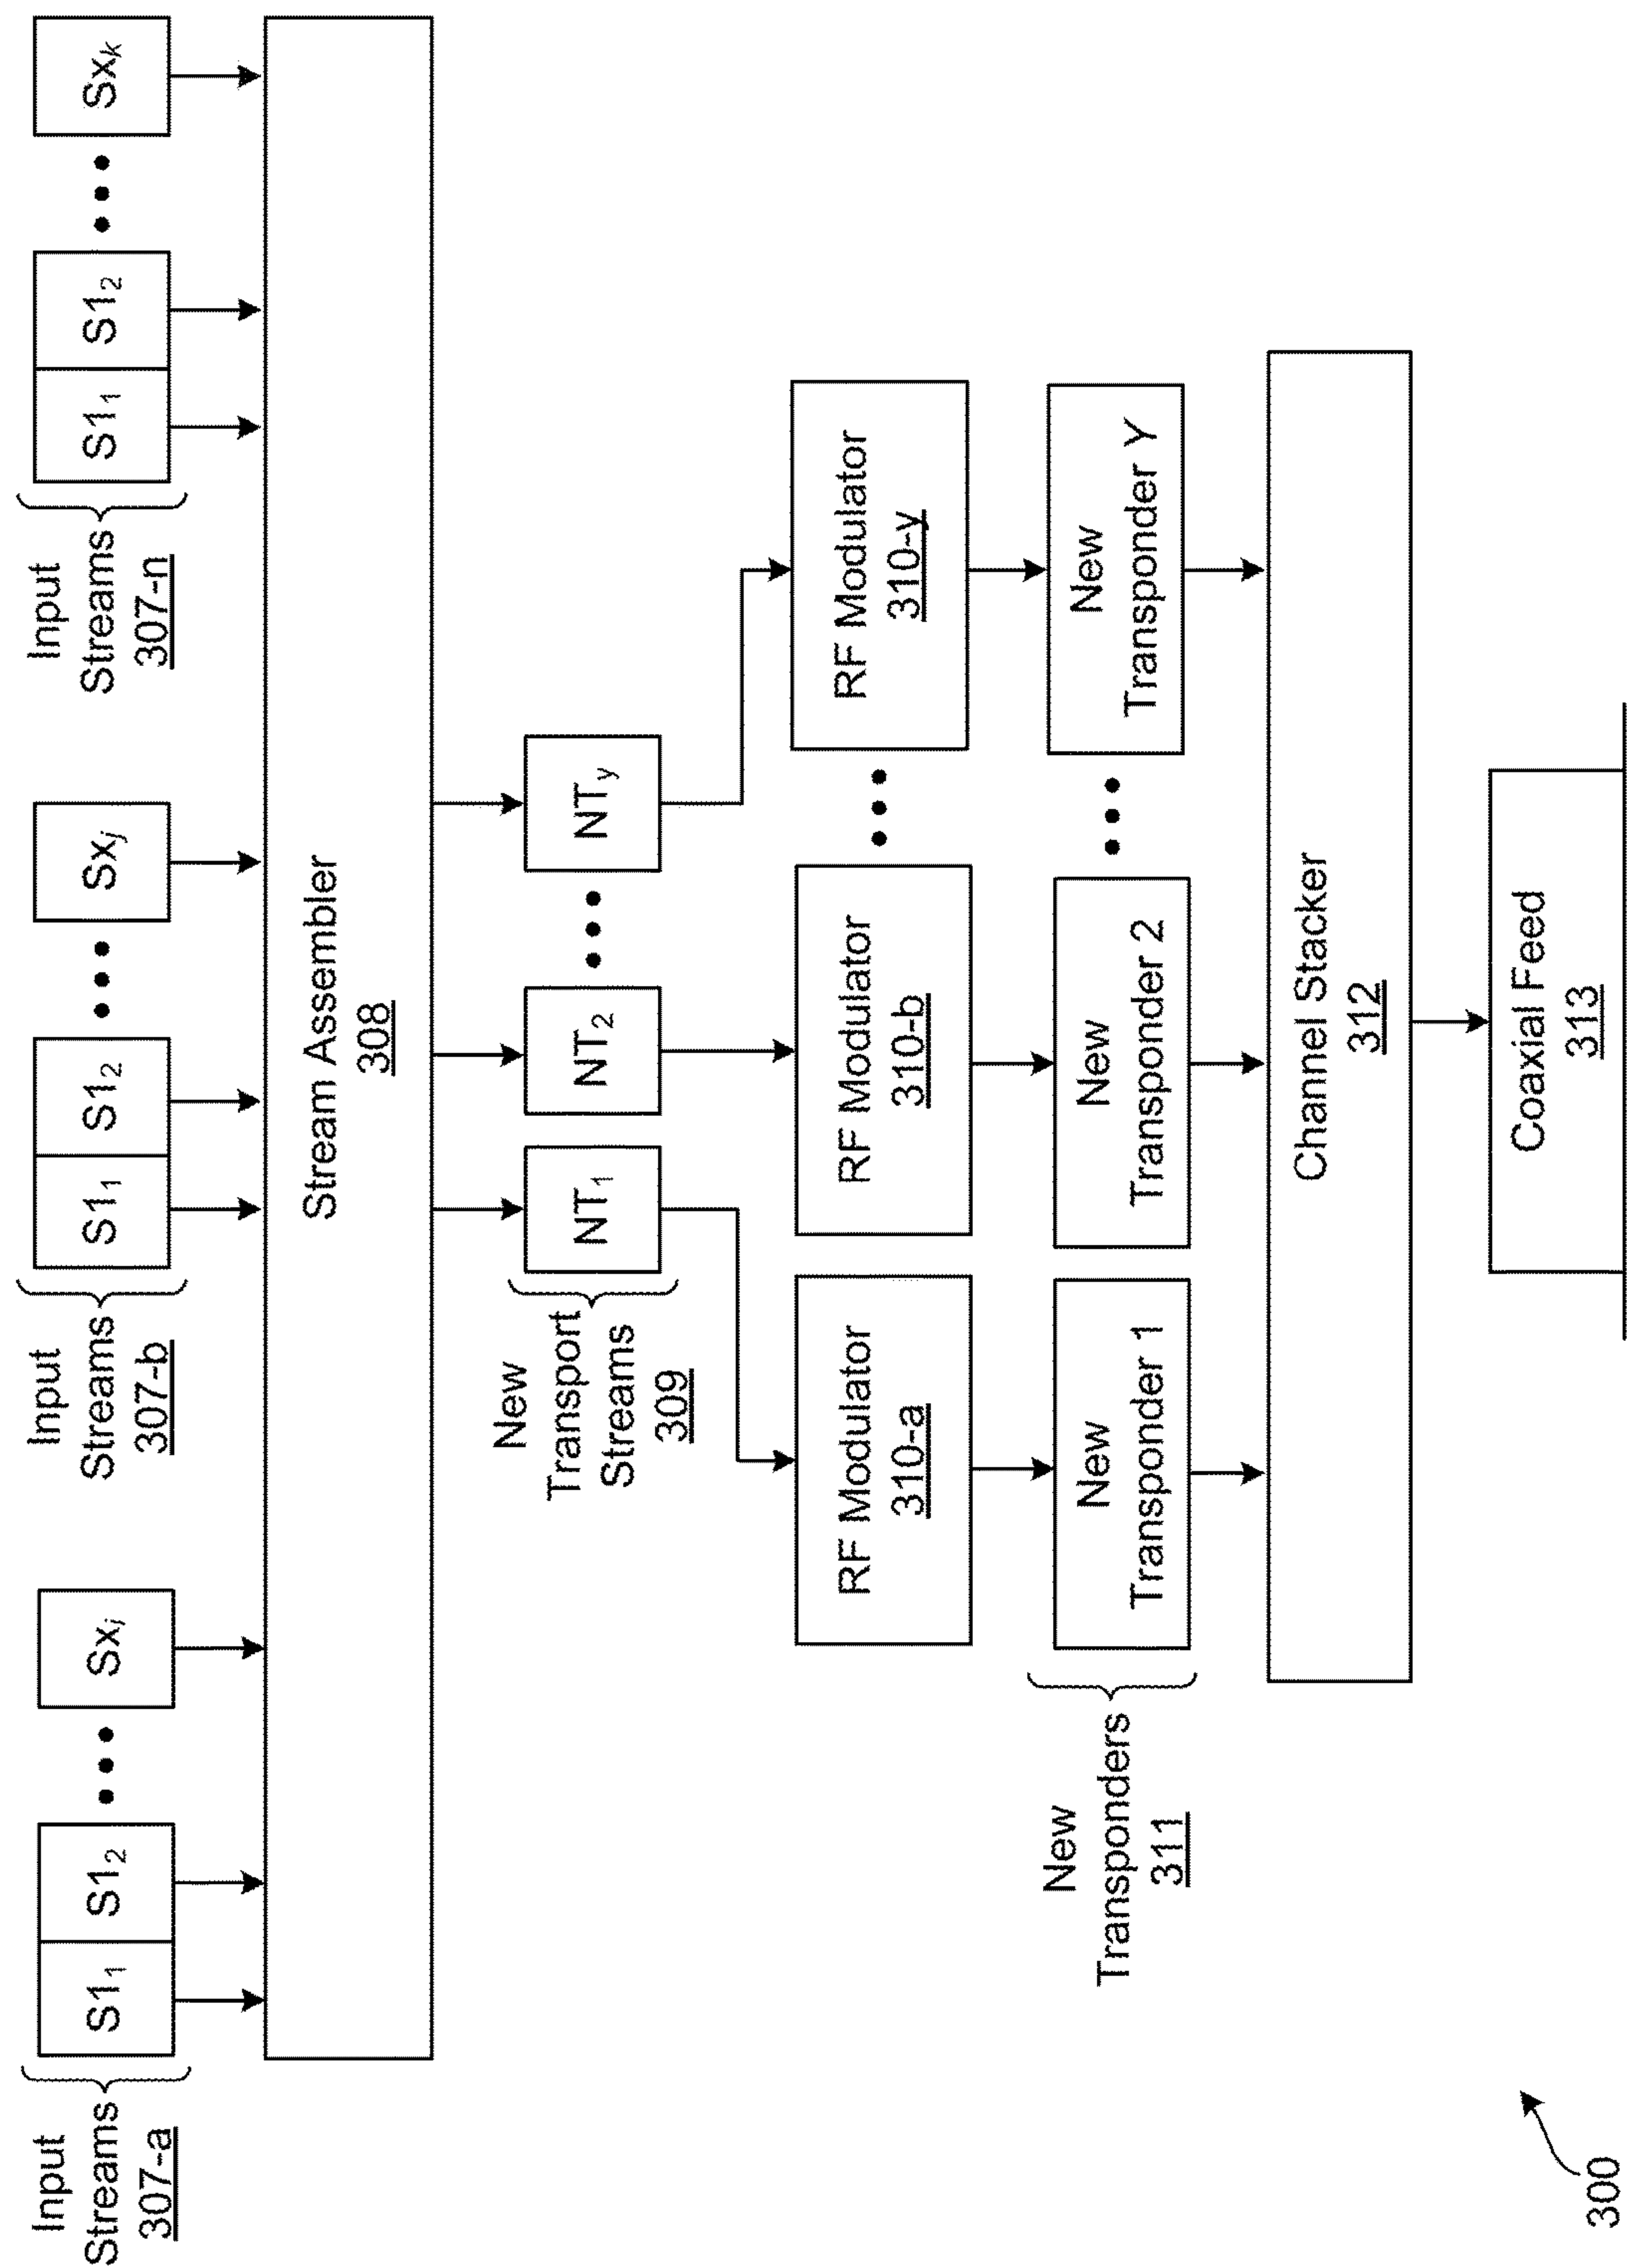 Input
Streams
307-a
S1₁
S1₂
Sxᵢ
Input
Streams
307-b
S1₁
S1₂
Sxⱼ
Input
Streams
307-n
S1₁
S1₂
Sxₖ
Stream Assembler
308
New
Transport
Streams
309
NT₁
NT₂
NTy
RF Modulator
310-a
RF Modulator
310-b
RF Modulator
310-y
New
Transponders
311
New
Transponder 1
New
Transponder 2
New
Transponder Y
Channel Stacker
312
Coaxial Feed
313
300